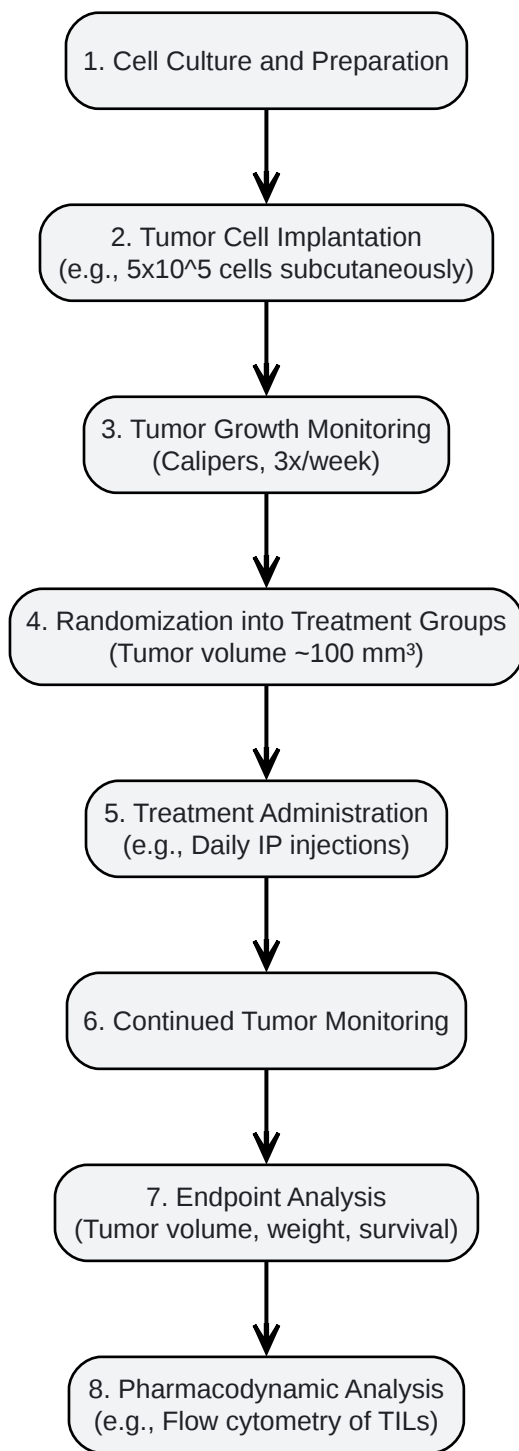 1. Cell Culture and Preparation
2. Tumor Cell Implantation
(e.g., 5x10^5 cells subcutaneously)
3. Tumor Growth Monitoring
(Calipers, 3x/week)
4. Randomization into Treatment Groups
(Tumor volume ~100 mm³)
5. Treatment Administration
(e.g., Daily IP injections)
6. Continued Tumor Monitoring
7. Endpoint Analysis
(Tumor volume, weight, survival)
8. Pharmacodynamic Analysis
(e.g., Flow cytometry of TILs)